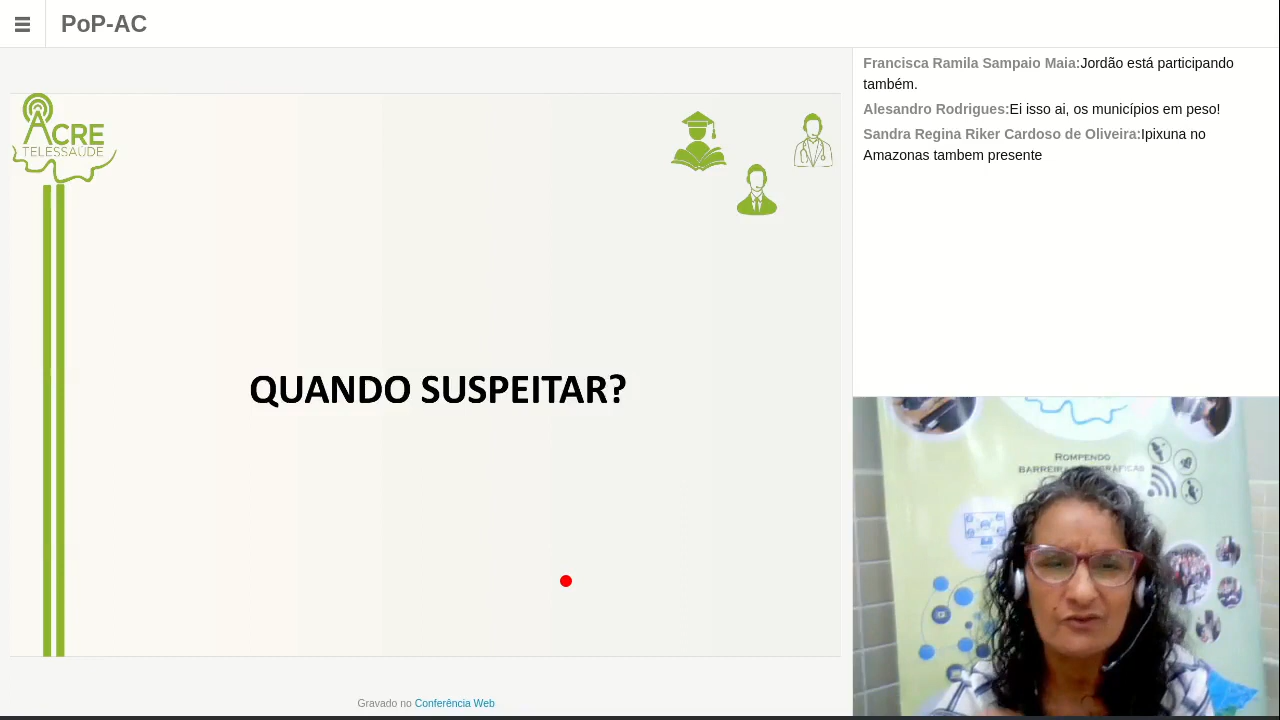 PoP-AC
Francisca Ramila Sampaio Maia:Jordão está participando
também.
Alesandro Rodrigues:Ei isso ai, os municípios em peso!
Sandra Regina Riker Cardoso de Oliveira:Ipixuna no
Amazonas tambem presente
ACRE
TELESSAÚDE
QUANDO SUSPEITAR?
ROMPENDO
Gravado no Conferência Web